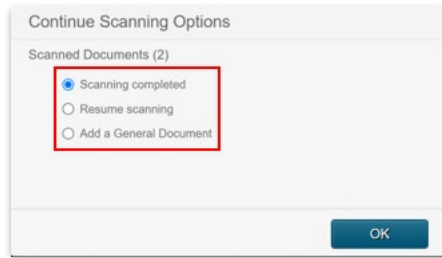 Continue Scanning Options
Scanned Documents (2)
Scanning completed
Resume scanning
Add a General Document
OK